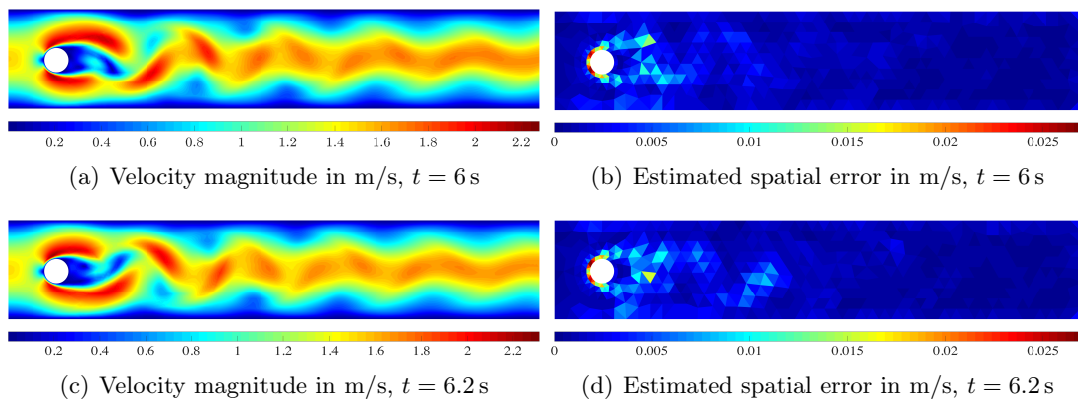 0.2 0.4 0.6 0.8 1 1.2 1.4 1.6 1.8 2 2.2
0 0.005 0.01 0.015 0.02 0.025
(a) Velocity magnitude in m/s, t = 6 s
(b) Estimated spatial error in m/s, t = 6 s
0.2 0.4 0.6 0.8 1 1.2 1.4 1.6 1.8 2 2.2
0 0.005 0.01 0.015 0.02 0.025
(c) Velocity magnitude in m/s, t = 6.2 s
(d) Estimated spatial error in m/s, t = 6.2 s